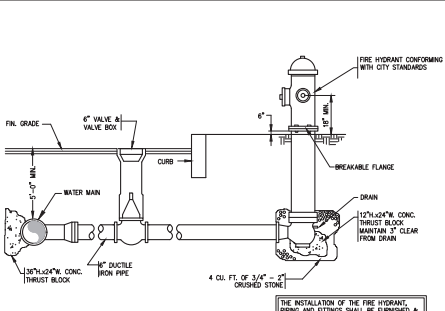 FIRE HYDRANT CONFORMING
WITH CITY STANDARDS
6" VALVE &
VALVE BOX
6"
18" MIN.
FIN. GRADE
CURB
BREAKABLE FLANGE
5'-0" MIN.
WATER MAIN
DRAIN
12"H.x24"W. CONC.
THRUST BLOCK
MAINTAIN 3" CLEAR
FROM DRAIN
36"H.x24"W. CONC.
THRUST BLOCK
6" DUCTILE
IRON PIPE
4 CU. FT. OF 3/4" - 2"
CRUSHED STONE
THE INSTALLATION OF THE FIRE HYDRANT,
PIPING AND FITTINGS SHALL BE FURNISHED &